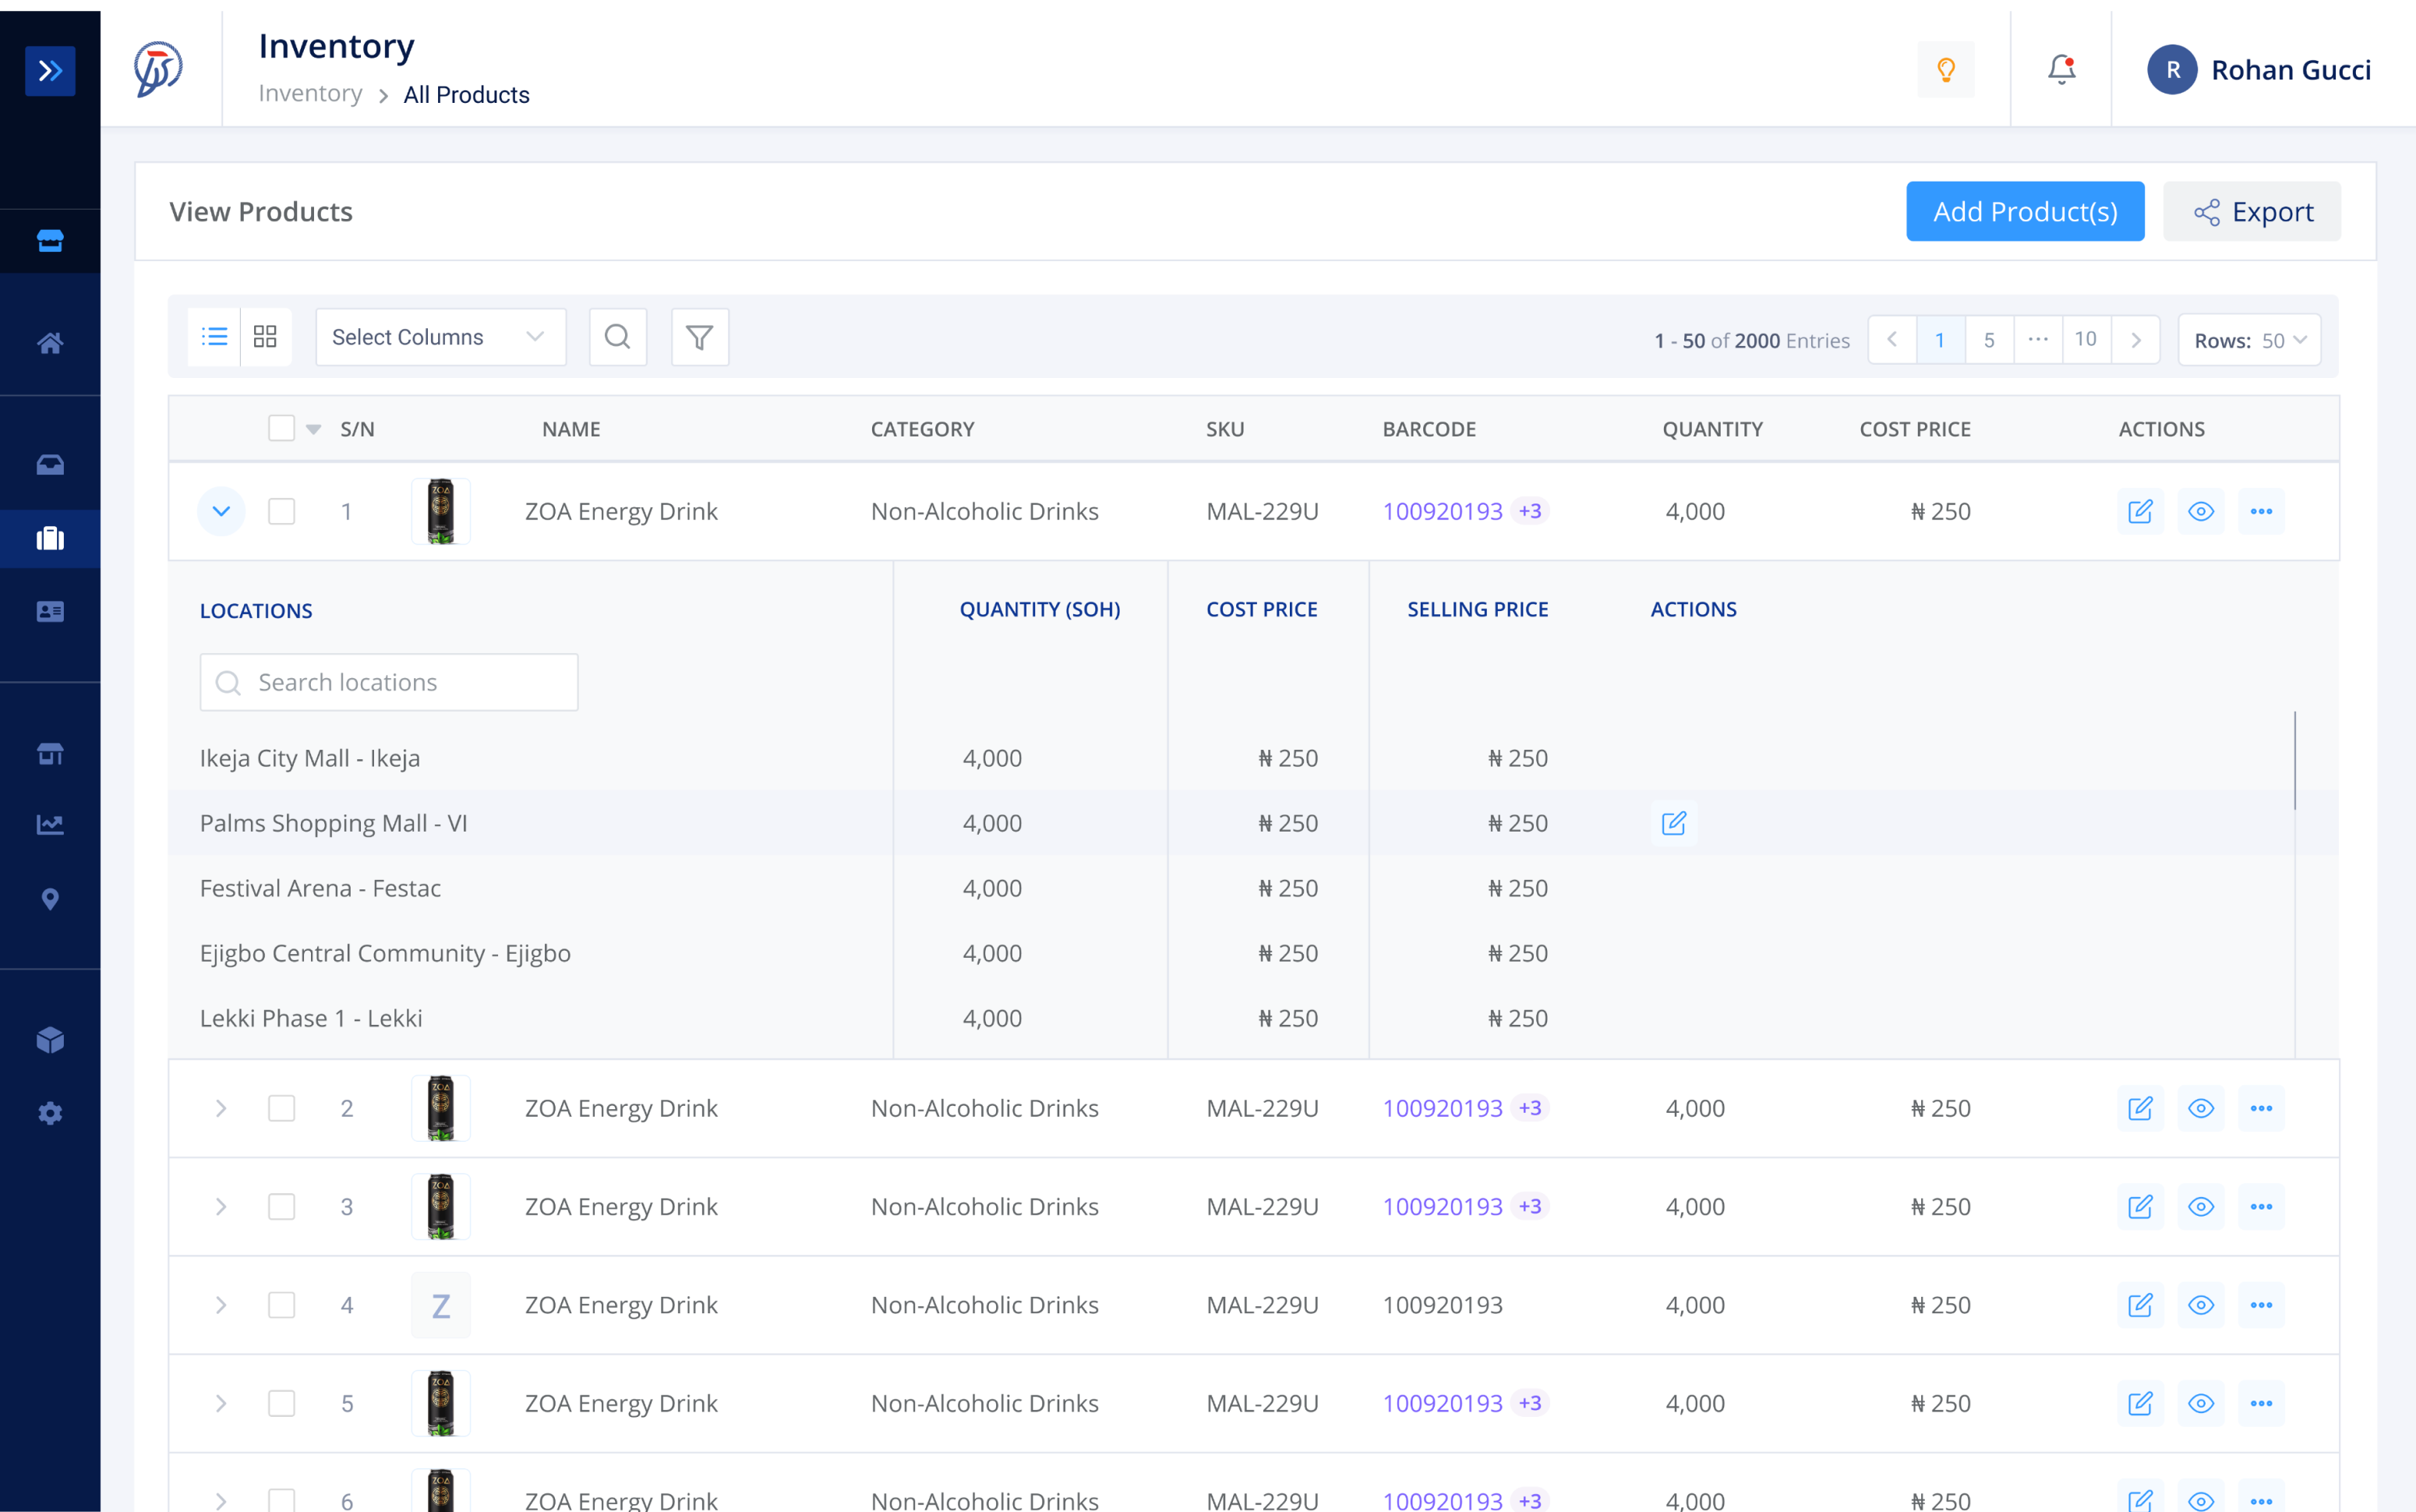 Inventory
Inventory > All Products
R Rohan Gucci
View Products
Add Product(s)
Export
Select Columns
1 - 50 of 2000 Entries
1 5 ··· 10
Rows: 50
S/N NAME CATEGORY SKU BARCODE QUANTITY COST PRICE ACTIONS
1 ZOA ZOA Energy Drink Non-Alcoholic Drinks MAL-229U 100920193 +3 4,000 ₦ 250
LOCATIONS QUANTITY (SOH) COST PRICE SELLING PRICE ACTIONS
Search locations
Ikeja City Mall - Ikeja 4,000 ₦ 250 ₦ 250
Palms Shopping Mall - VI 4,000 ₦ 250 ₦ 250
Festival Arena - Festac 4,000 ₦ 250 ₦ 250
Ejigbo Central Community - Ejigbo 4,000 ₦ 250 ₦ 250
Lekki Phase 1 - Lekki 4,000 ₦ 250 ₦ 250
2 ZOA ZOA Energy Drink Non-Alcoholic Drinks MAL-229U 100920193 +3 4,000 ₦ 250
3 ZOA ZOA Energy Drink Non-Alcoholic Drinks MAL-229U 100920193 +3 4,000 ₦ 250
4 Z ZOA Energy Drink Non-Alcoholic Drinks MAL-229U 100920193 4,000 ₦ 250
5 ZOA ZOA Energy Drink Non-Alcoholic Drinks MAL-229U 100920193 +3 4,000 ₦ 250
6 ZOA ZOA Energy Drink Non-Alcoholic Drinks MAL-229U 100920193 +3 4,000 ₦ 250